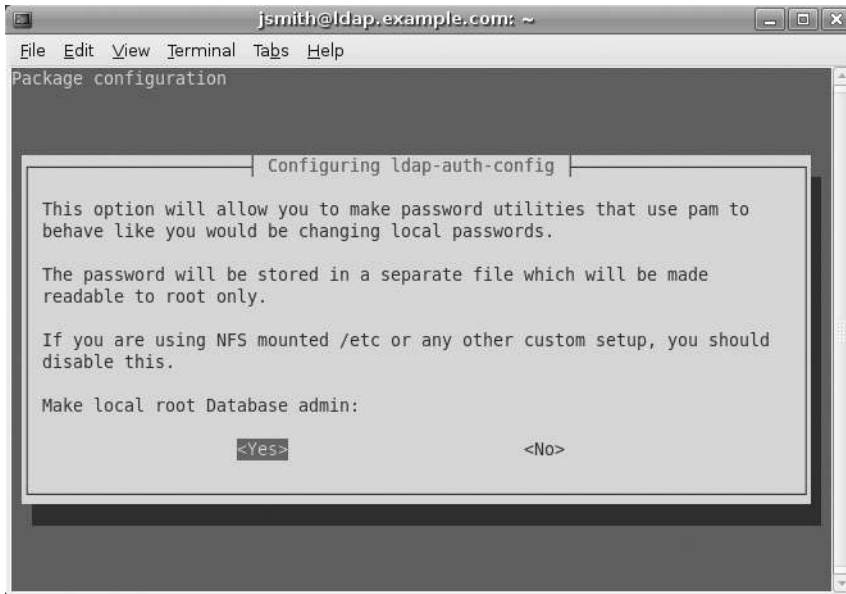 jsmith@ldap.example.com: ~
File Edit View Terminal Tabs Help
Package configuration
Configuring ldap-auth-config
This option will allow you to make password utilities that use pam to
behave like you would be changing local passwords.
The password will be stored in a separate file which will be made
readable to root only.
If you are using NFS mounted /etc or any other custom setup, you should
disable this.
Make local root Database admin:
<Yes> <No>